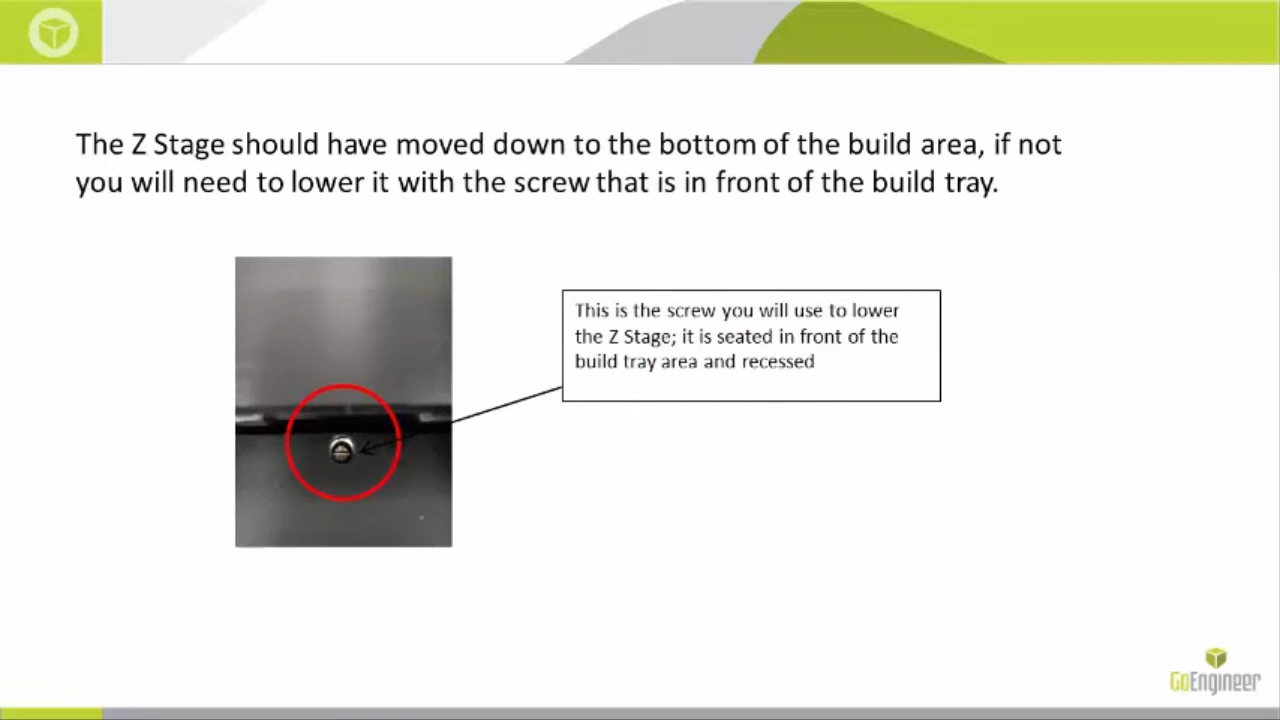 The Z Stage should have moved down to the bottom of the build area, if not
you will need to lower it with the screw that is in front of the build tray.
This is the screw you will use to lower
the Z Stage; it is seated in front of the
build tray area and recessed
GoEngineer